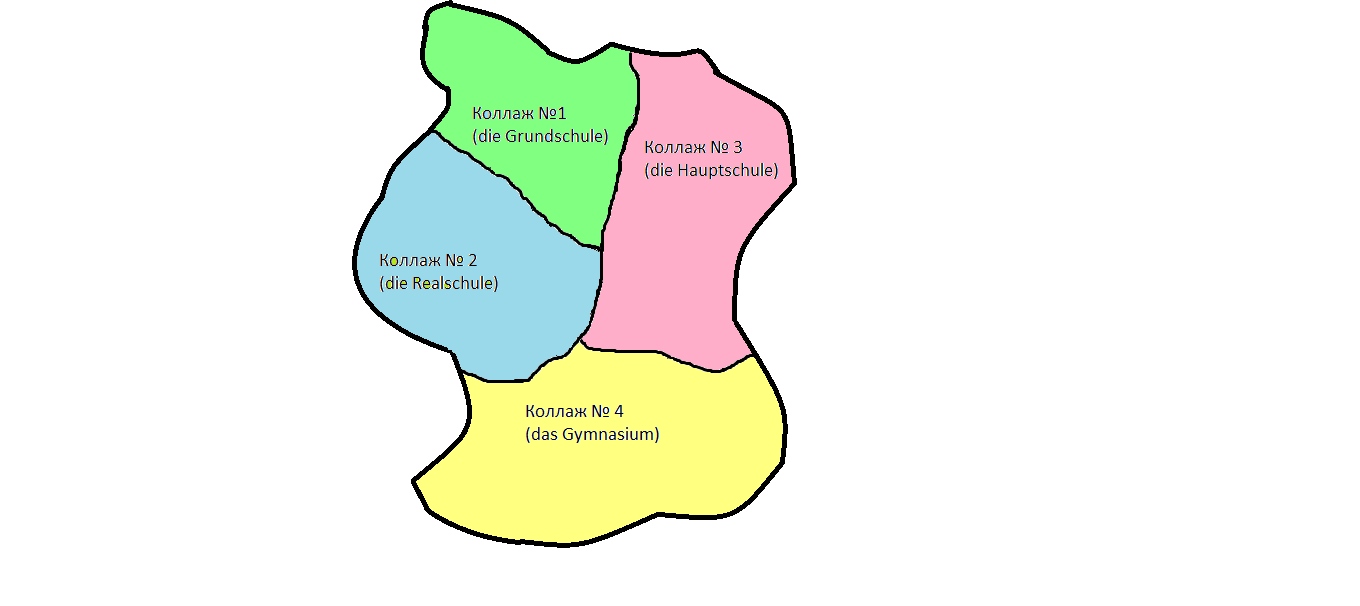 Коллаж №1
(die Grundschule)
Коллаж № 3
(die Hauptschule)
Коллаж № 2
(die Realschule)
Коллаж № 4
(das Gymnasium)